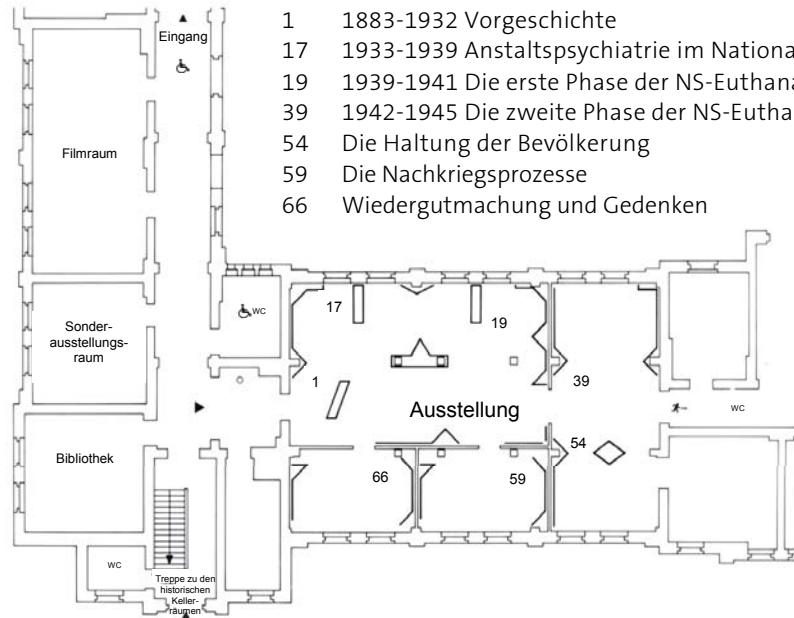 1 1883-1932 Vorgeschichte
17 1933-1939 Anstaltspsychiatrie im Nationa
19 1939-1941 Die erste Phase der NS-Euthana
39 1942-1945 Die zweite Phase der NS-Eutha
54 Die Haltung der Bevölkerung
59 Die Nachkriegsprozesse
66 Wiedergutmachung und Gedenken
Eingang
Filmraum
Sonder-
ausstellungs-
raum
Bibliothek
WC
17
19
1
39
Ausstellung
WC
54
66
59
WC
Treppe zu den
historischen
Keller-
räumen